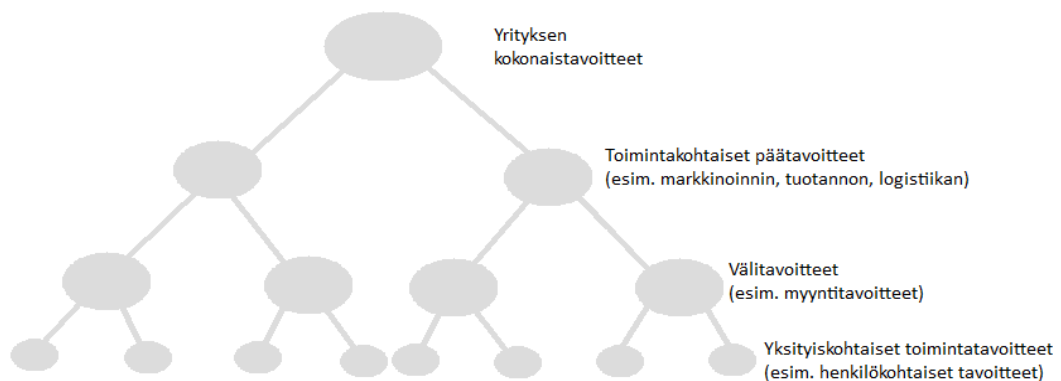 Yrityksen
kokonaistavoitteet
Toimintakohtaiset päätavoitteet
(esim. markkinoinnin, tuotannon, logistiikan)
Välitavoitteet
(esim. myyntitavoitteet)
Yksityiskohtaiset toimintatavoitteet
(esim. henkilökohtaiset tavoitteet)